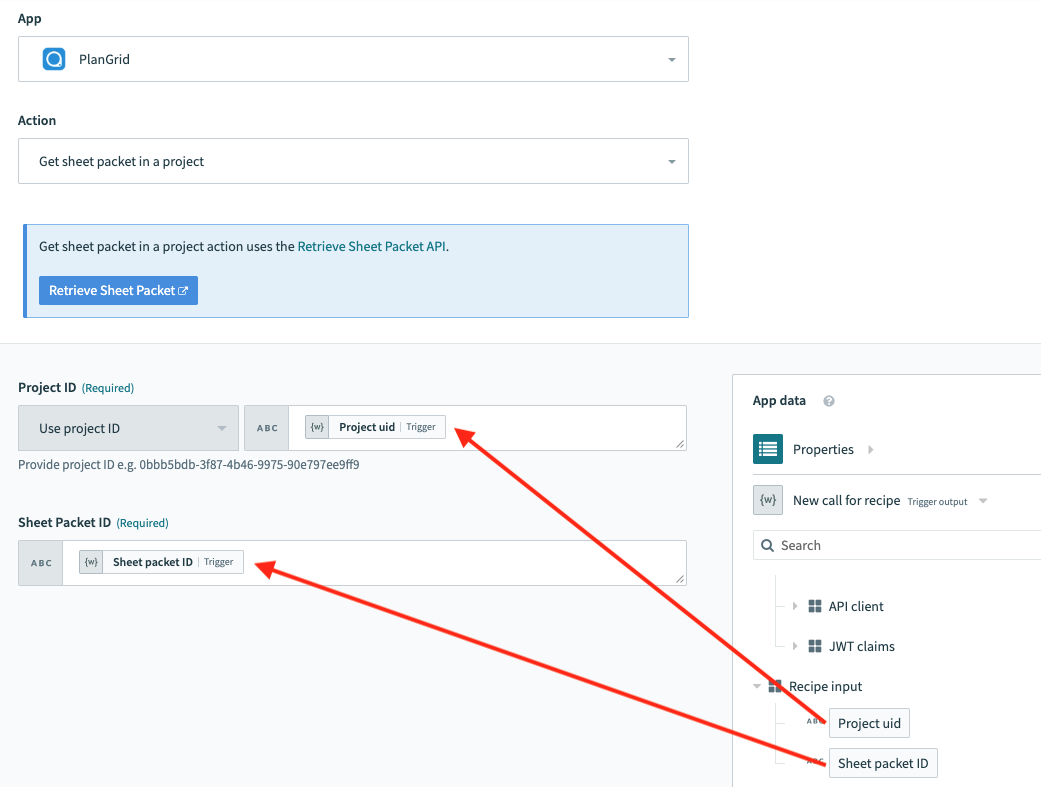 App
PlanGrid
Action
Get sheet packet in a project
Get sheet packet in a project action uses the Retrieve Sheet Packet API.
Retrieve Sheet Packet
Project ID (Required)
Use project ID
ABC
{w} Project uid | Trigger
Provide project ID e.g. 0bbb5bdb-3f87-4b46-9975-90e797ee9ff9
Sheet Packet ID (Required)
ABC
{w} Sheet packet ID | Trigger
App data ?
Properties
{w} New call for recipe Trigger output
Search
API client
JWT claims
Recipe input
ABC Project uid
ABC Sheet packet ID